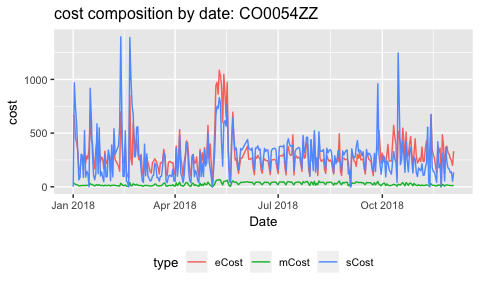 cost composition by date: CO0054ZZ
cost
1000
500
0
Jan 2018 Apr 2018 Jul 2018 Oct 2018
Date
type eCost mCost sCost